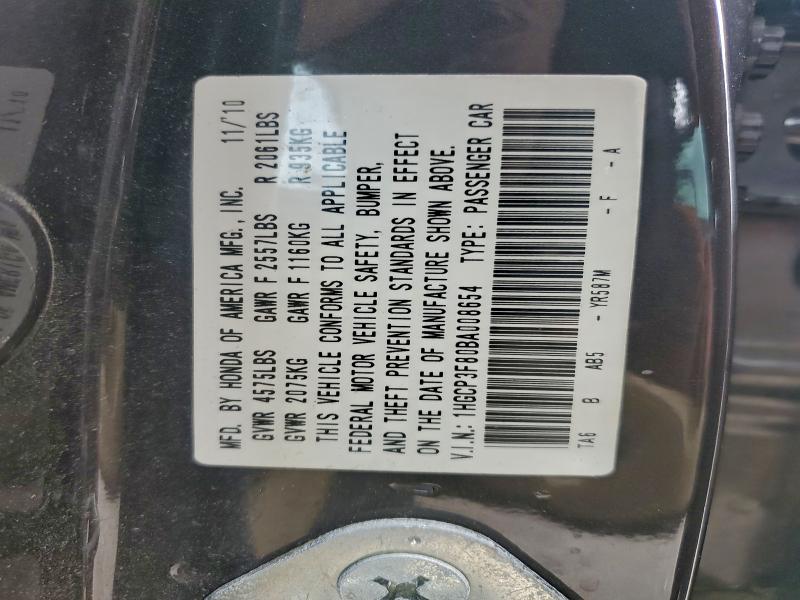 MFD. BY HONDA OF AMERICA MFG., INC. 11/'10
GVWR 4575LBS GAWR F 2557LBS R 2061LBS
GVWR 2075KG GAWR F 1160KG R 935KG
THIS VEHICLE CONFORMS TO ALL APPLICABLE
FEDERAL MOTOR VEHICLE SAFETY, BUMPER,
AND THEFT PREVENTION STANDARDS IN EFFECT
ON THE DATE OF MANUFACTURE SHOWN ABOVE.
V.I.N.: 1HGCP3F80BA008654 TYPE: PASSENGER CAR
TA6 B AB5 - YR587M - F - A